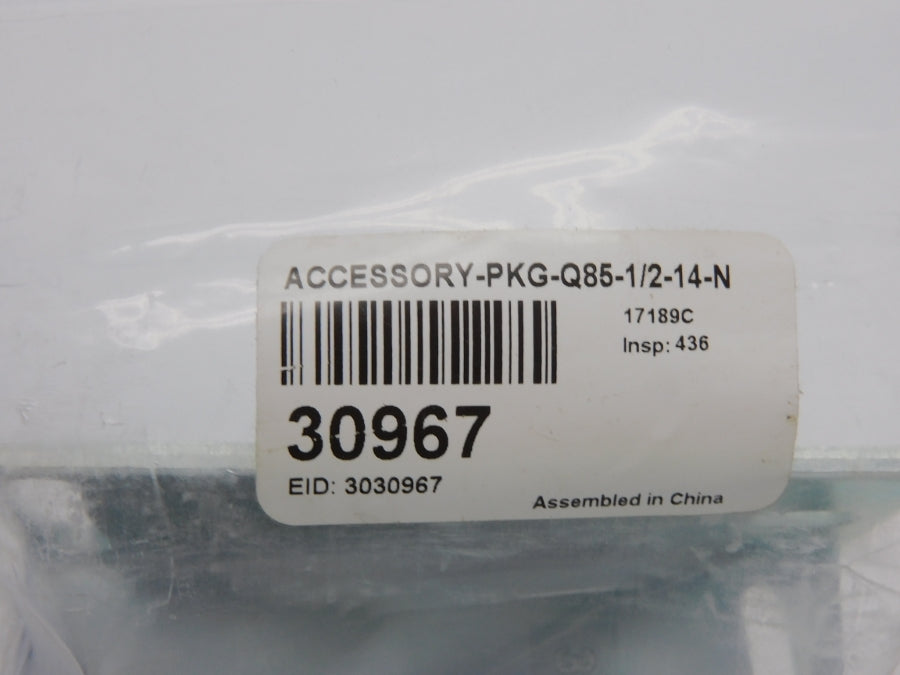 ACCESSORY-PKG-Q85-1/2-14-N
17189C
Insp: 436
30967
EID: 3030967
Assembled in China